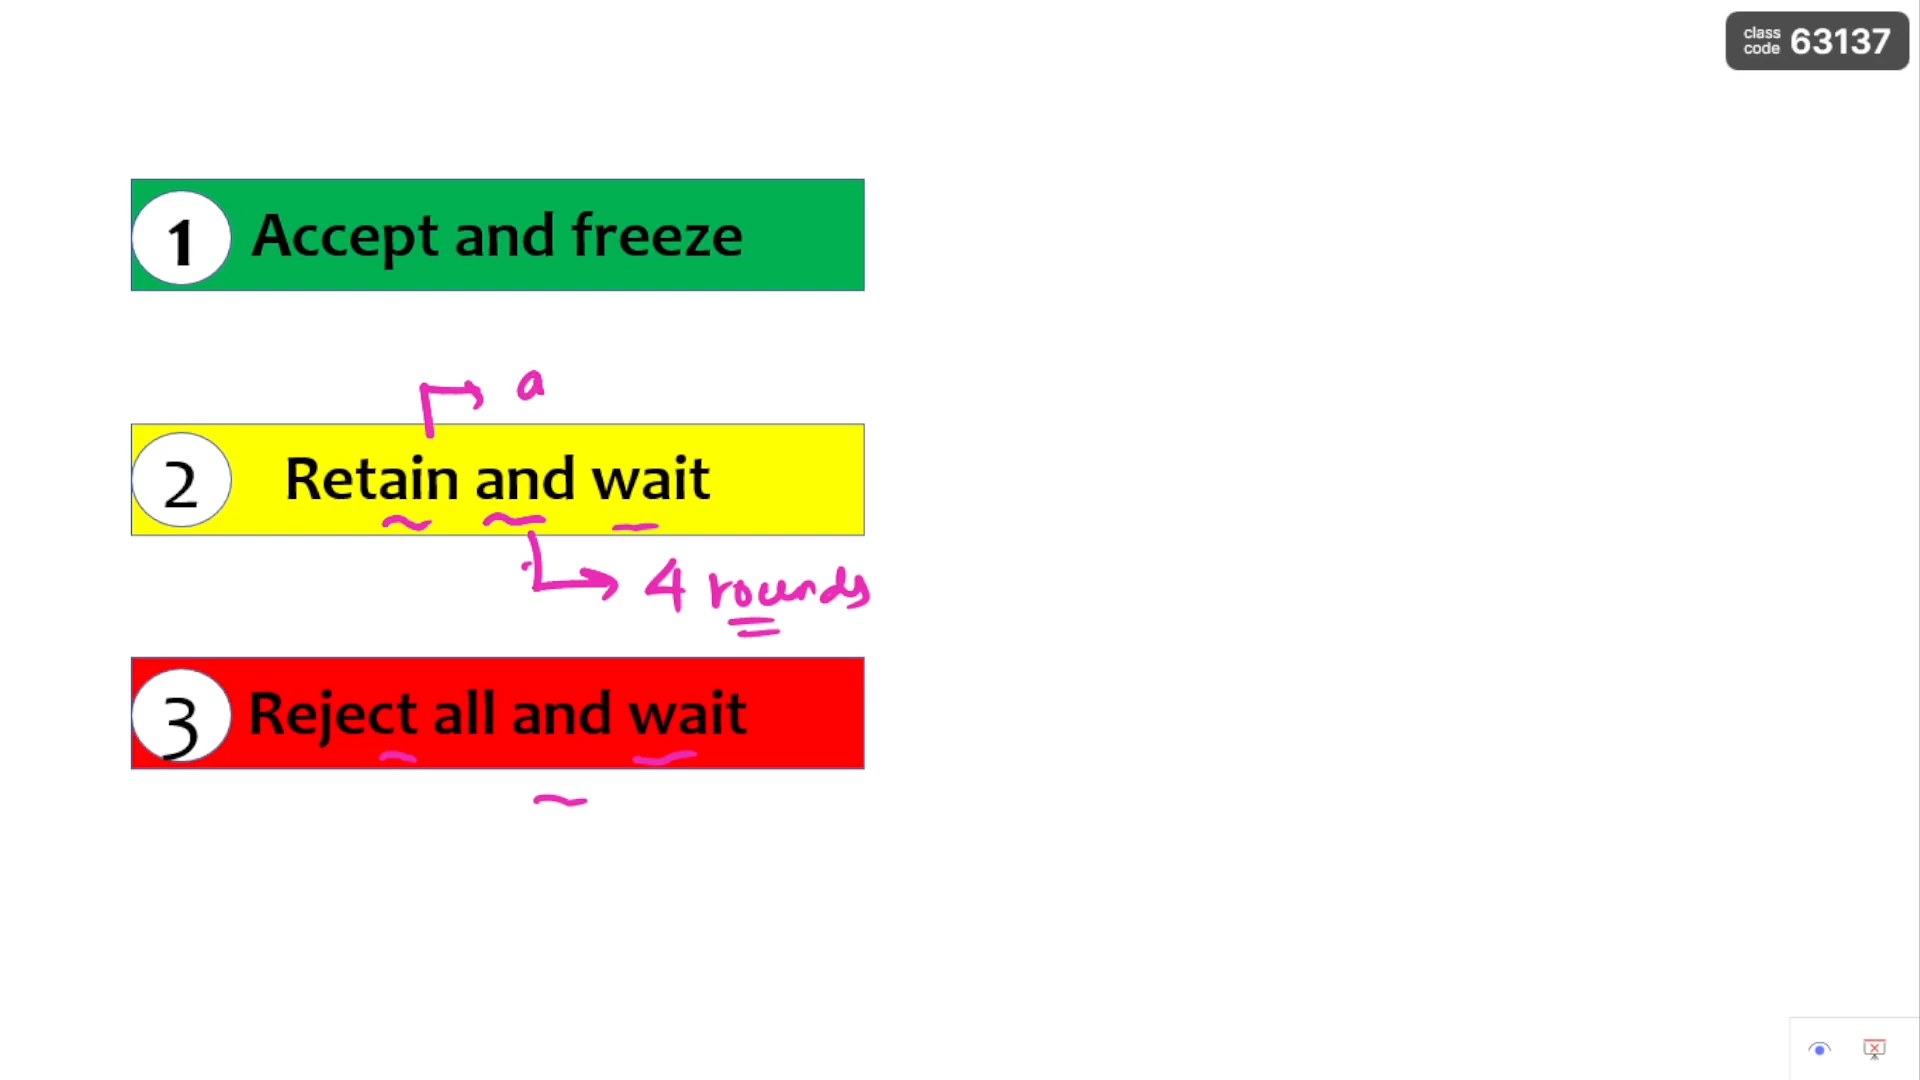 class code 63137
1 Accept and freeze
a
2 Retain and wait
4 rounds
3 Reject all and wait